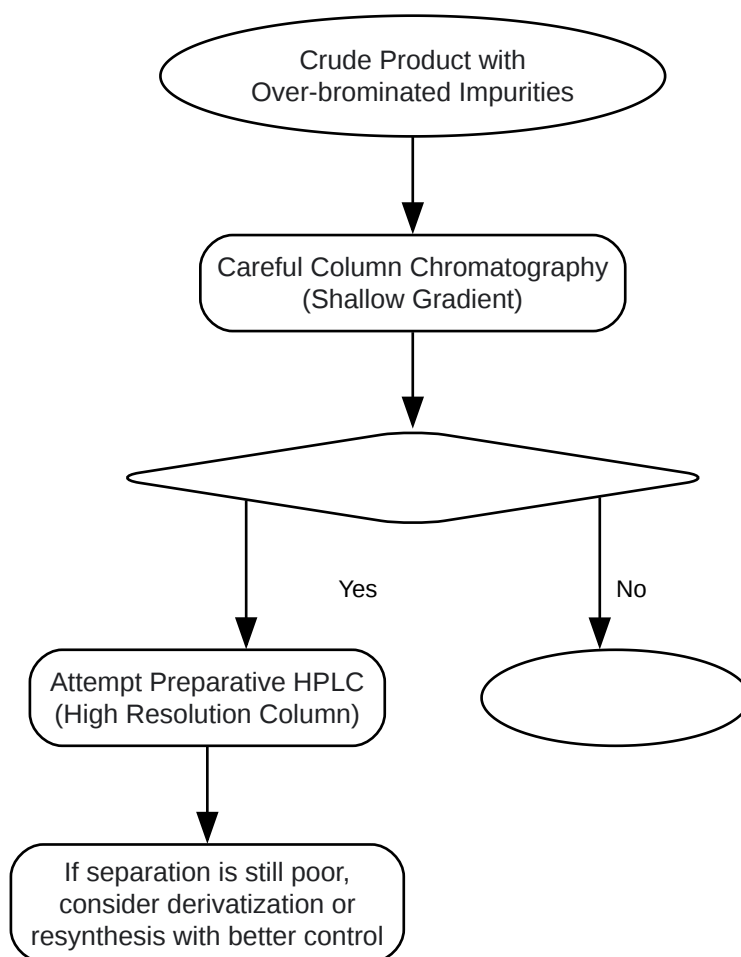 Crude Product with
Over-brominated Impurities
Careful Column Chromatography
(Shallow Gradient)
Yes
No
Attempt Preparative HPLC
(High Resolution Column)
If separation is still poor,
consider derivatization or
resynthesis with better control